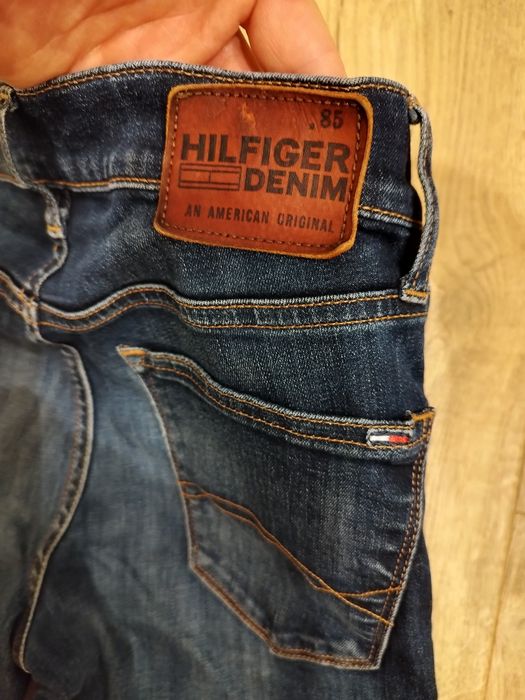 .85
HILFIGER
DENIM
AN AMERICAN ORIGINAL